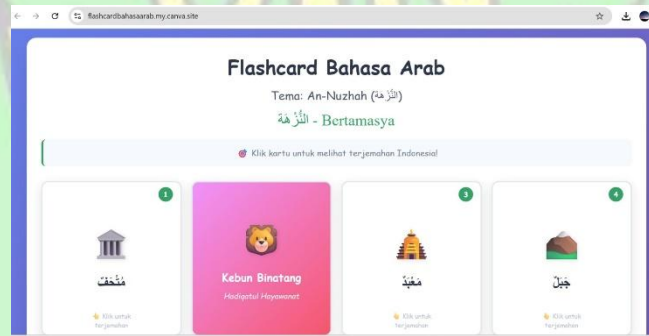 flashcardbahasaarab.my.canva.site
Flashcard Bahasa Arab
Tema: An-Nuzhah (النُّزْهَة)
النُّزْهَة - Bertamasya
Klik kartu untuk melihat terjemahan Indonesia!
1
3
4
مُتْحَفٌ
Kebun Binatang
مَعْبَدٌ
جَبَلٌ
Hadiqatul Hayawanat
Klik untuk
terjemahan
Klik untuk
terjemahan
Klik untuk
terjemahan